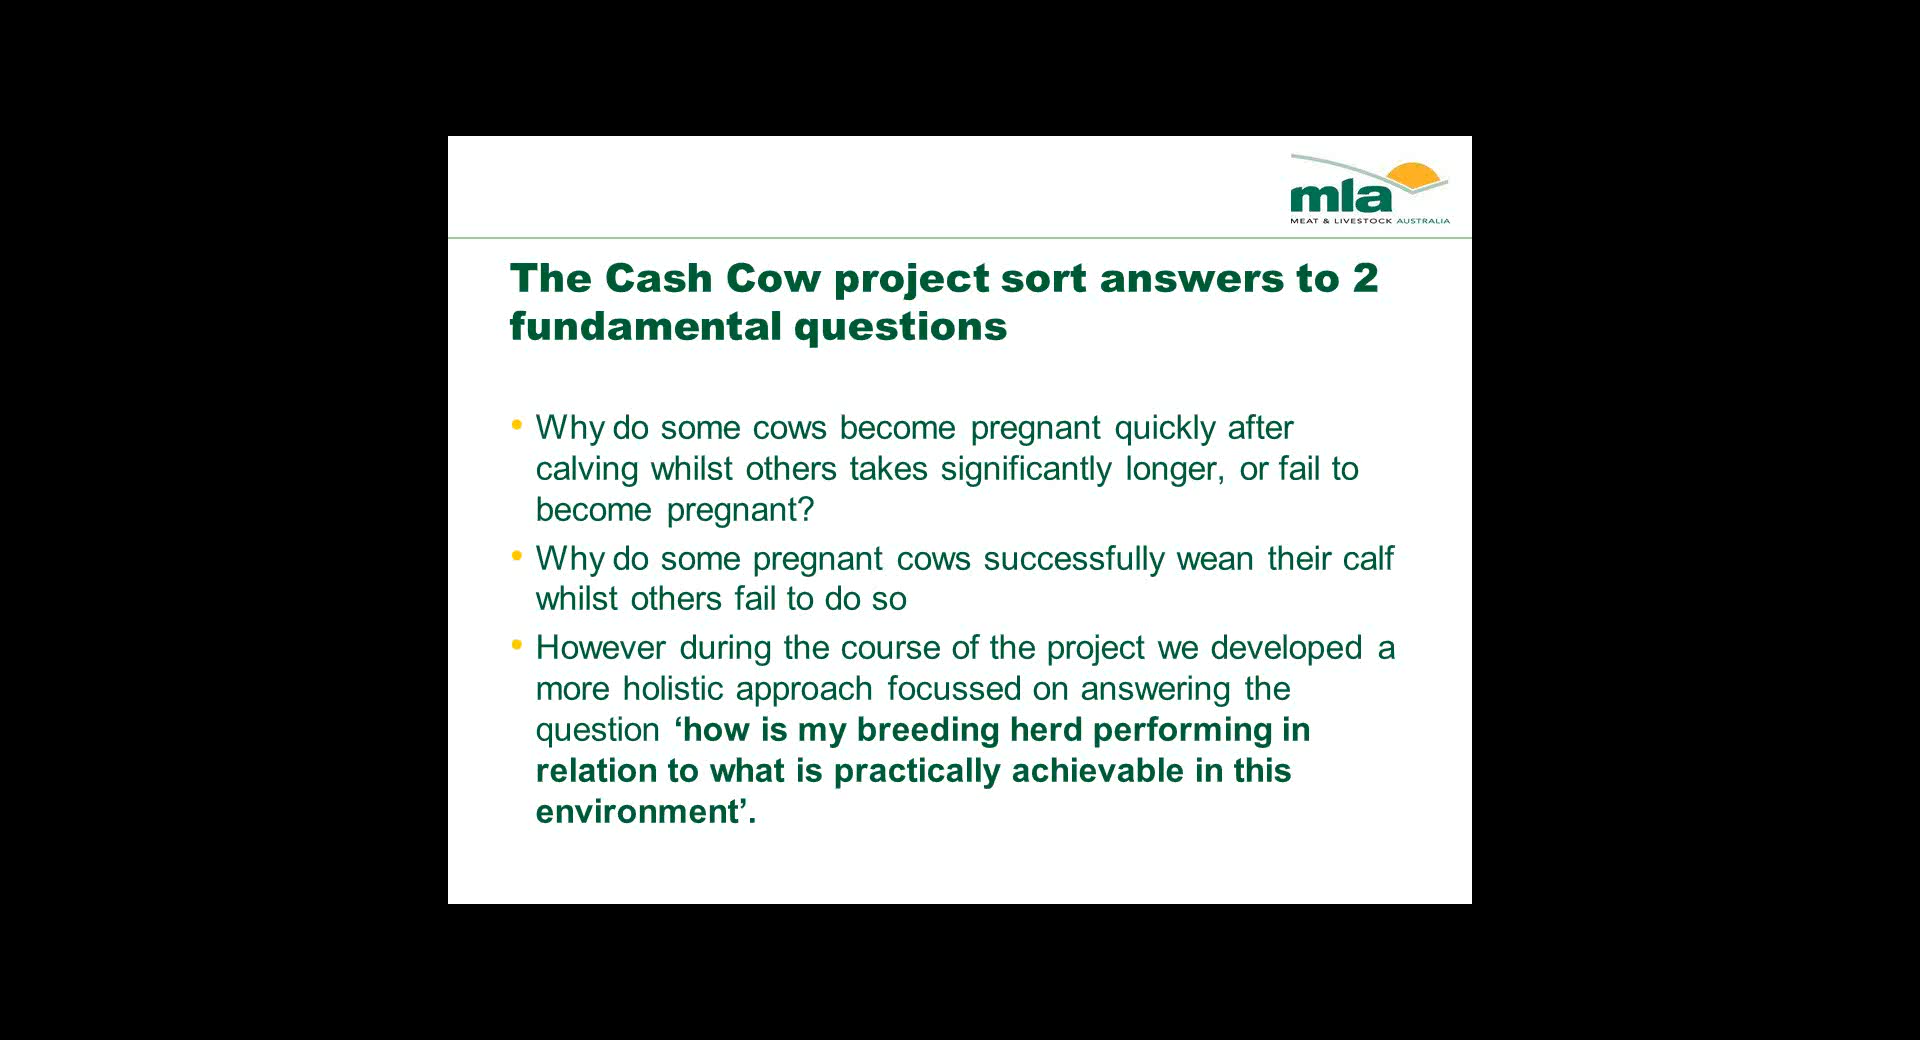 mla
MEAT & LIVESTOCK AUSTRALIA
The Cash Cow project sort answers to 2
fundamental questions
• Why do some cows become pregnant quickly after
calving whilst others takes significantly longer, or fail to
become pregnant?
• Why do some pregnant cows successfully wean their calf
whilst others fail to do so
• However during the course of the project we developed a
more holistic approach focussed on answering the
question ‘how is my breeding herd performing in
relation to what is practically achievable in this
environment’.